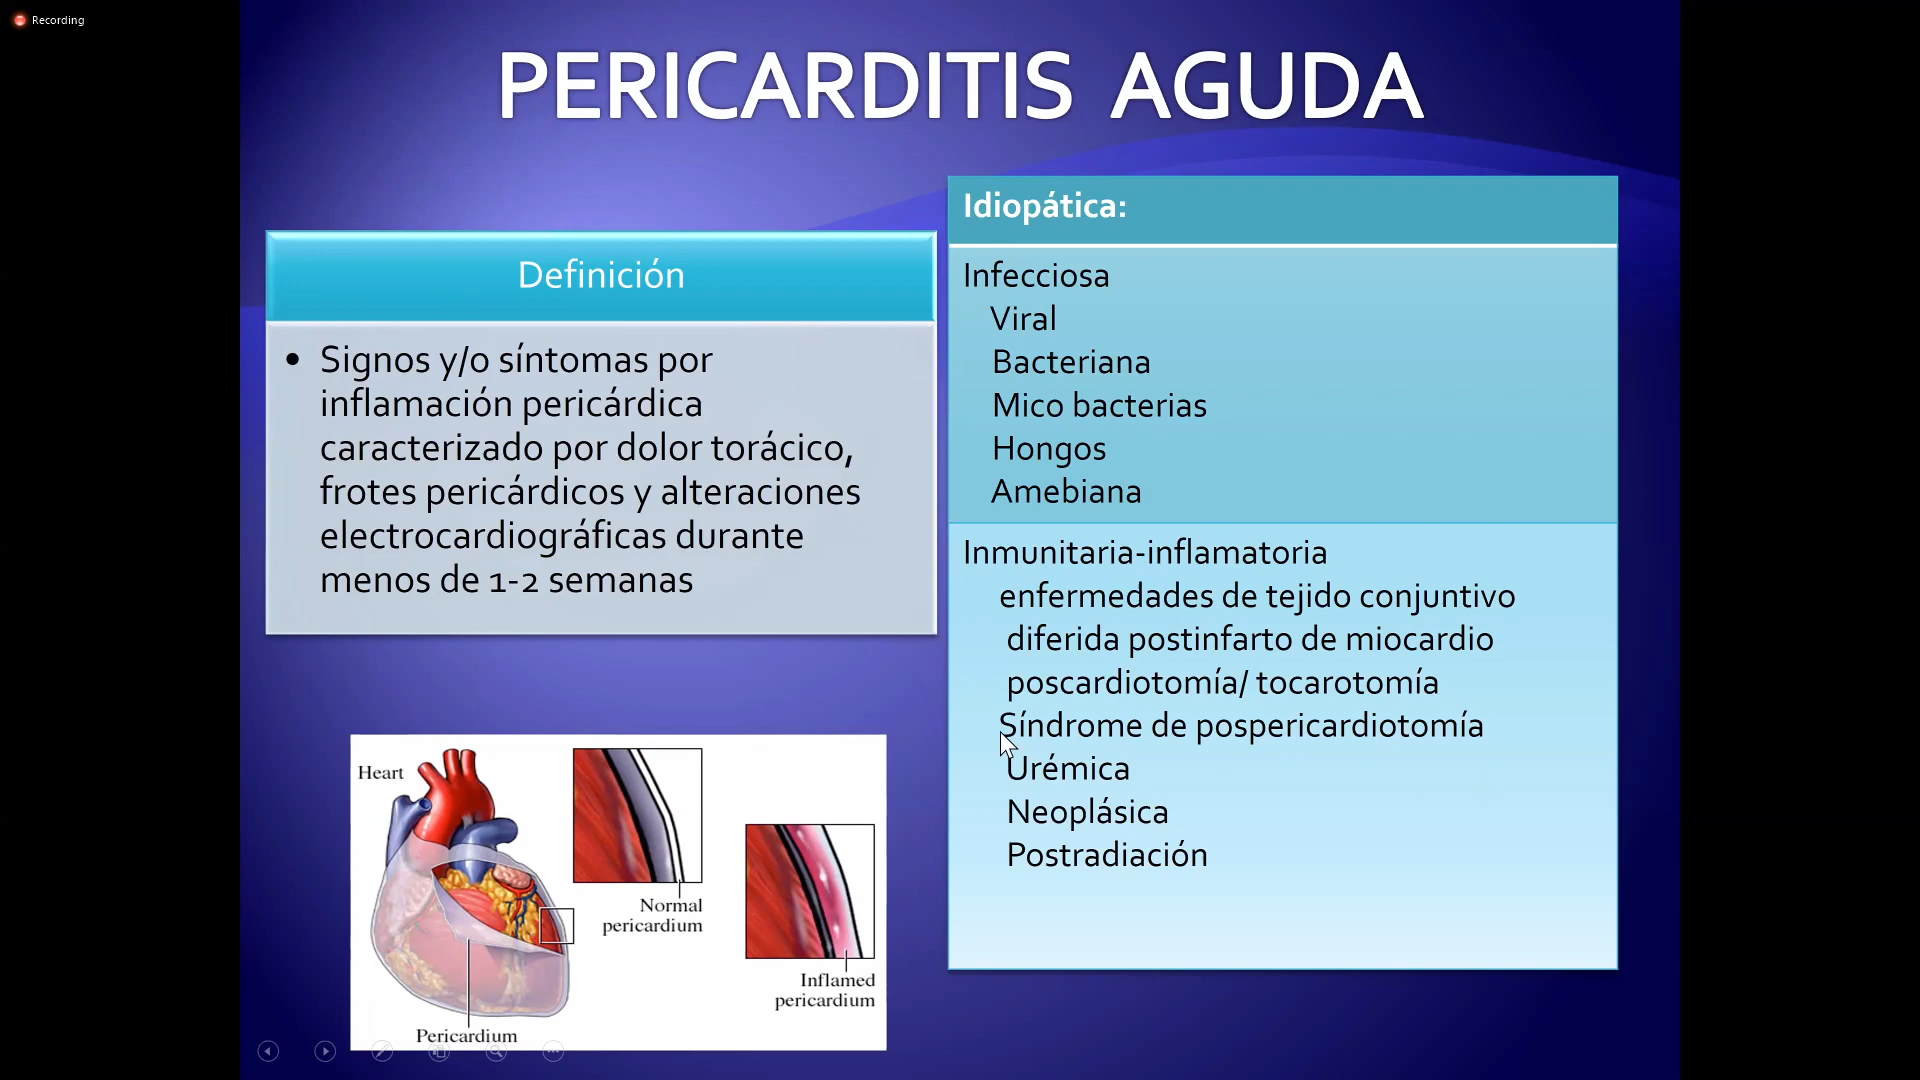 Recording
PERICARDITIS AGUDA
Definición
• Signos y/o síntomas por
inflamación pericárdica
caracterizado por dolor torácico,
frotes pericárdicos y alteraciones
electrocardiográficas durante
menos de 1-2 semanas
Idiopática:
Infecciosa
Viral
Bacteriana
Mico bacterias
Hongos
Amebiana
Inmunitaria-inflamatoria
enfermedades de tejido conjuntivo
diferida postinfarto de miocardio
poscardiotomía/ tocarotomía
Síndrome de pospericardiotomía
Urémica
Neoplásica
Postradiación
Heart
Normal
pericardium
Inflamed
pericardium
Pericardium